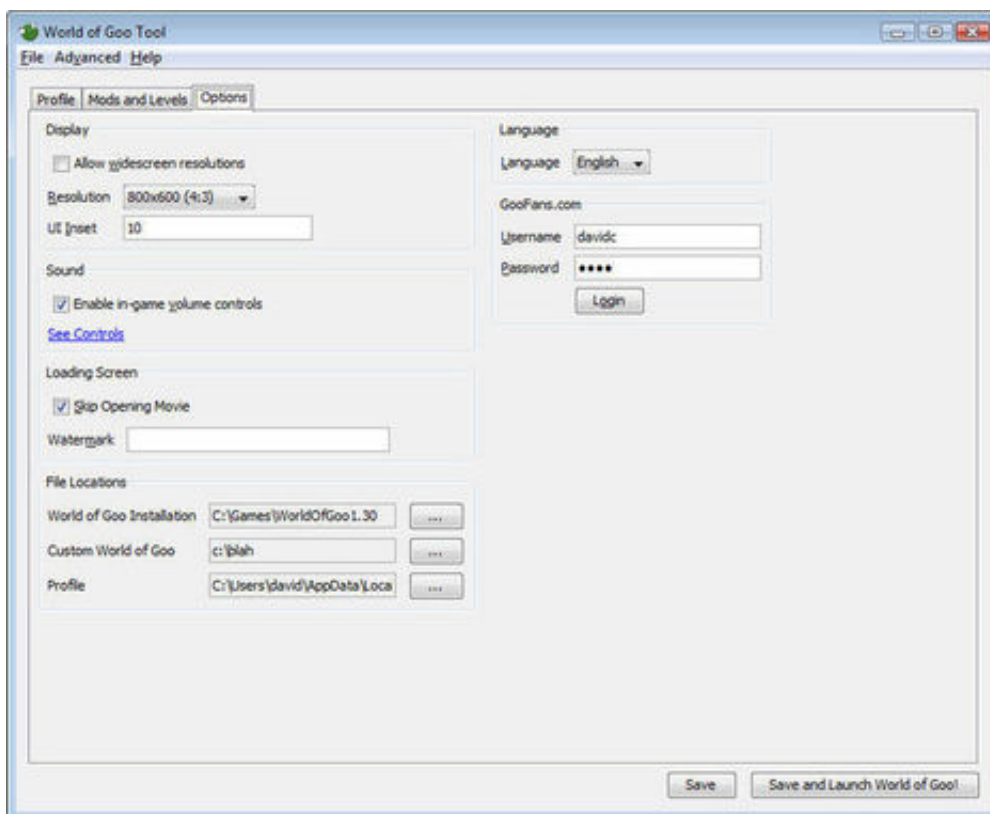 World of Goo Tool
File Advanced Help
Profile Mods and Levels Options
Display
Allow widescreen resolutions
Resolution 800x600 (4:3)
UI Inset 10
Sound
Enable in-game volume controls
See Controls
Loading Screen
Skip Opening Movie
Watermark
File Locations
World of Goo Installation C:\Games\WorldOfGoo1.30 ...
Custom World of Goo c:\blah ...
Profile C:\Users\david\AppData\Loca ...
Language
Language English
GooFans.com
Username davidc
Password ••••
Login
Save Save and Launch World of Goo!